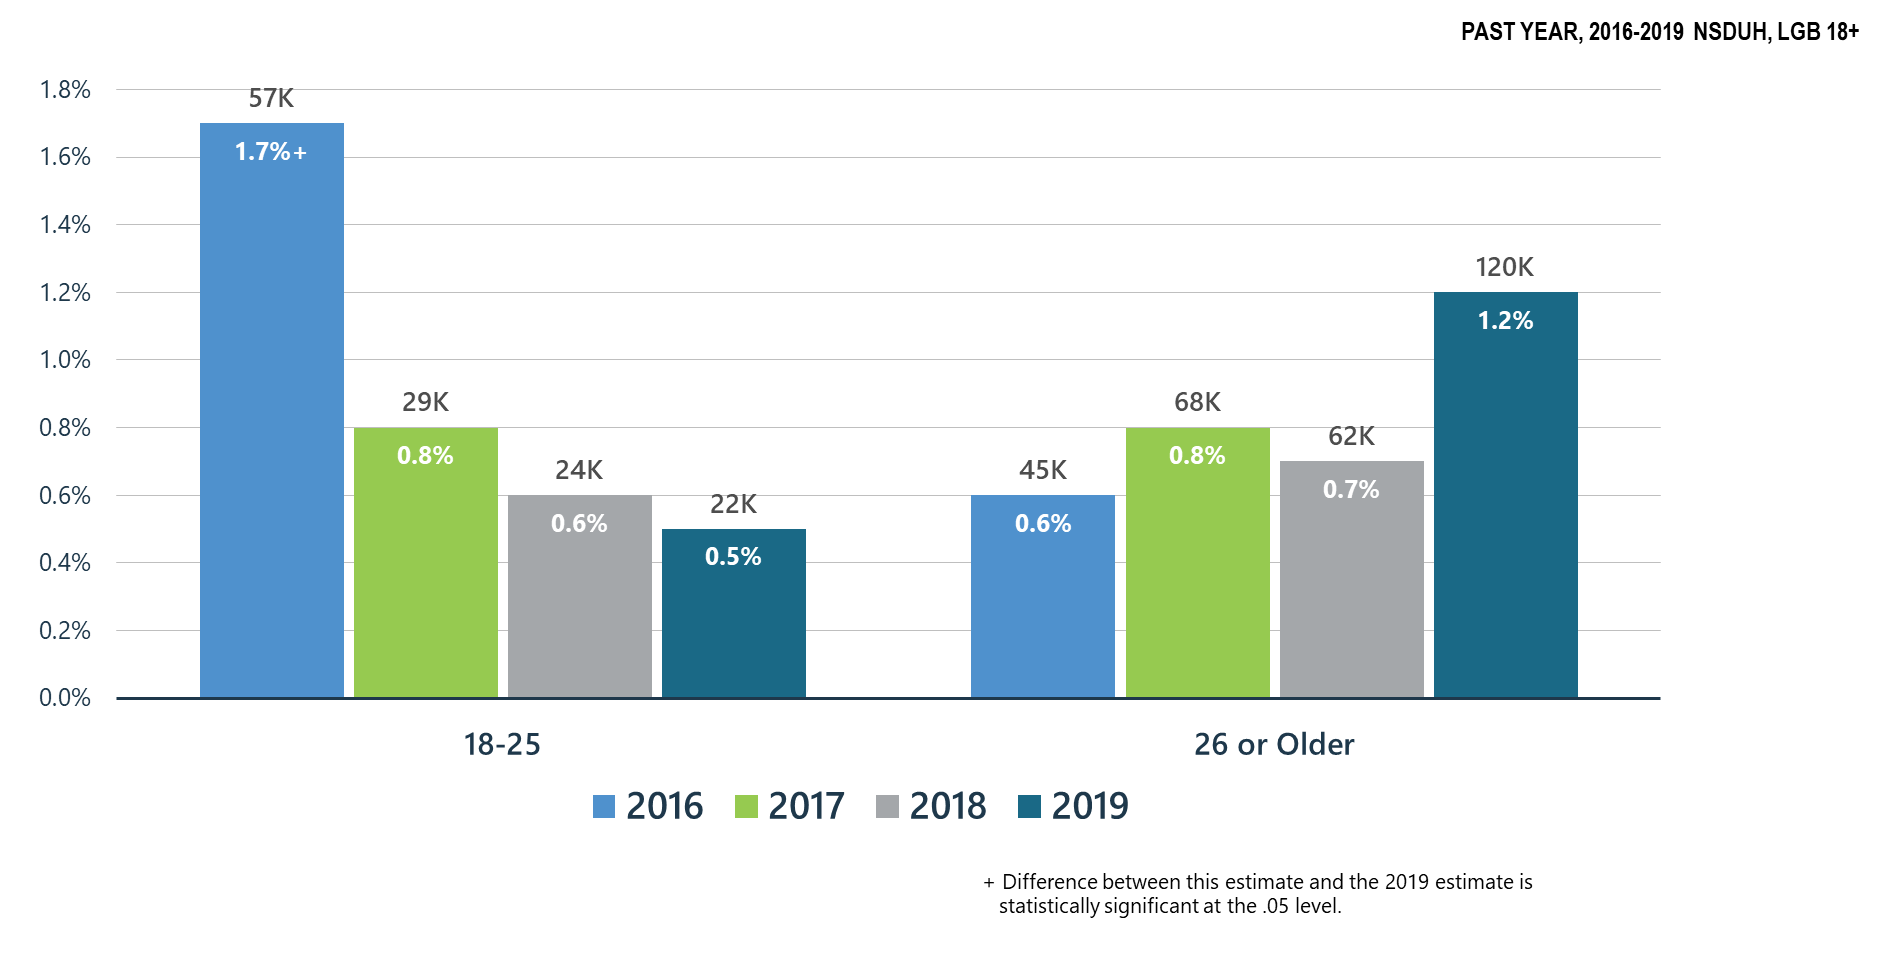 PAST YEAR, 2016-2019 NSDUH, LGB 18+
1.8%
1.6%
1.4%
1.2%
1.0%
0.8%
0.6%
0.4%
0.2%
0.0%
57K
1.7%+
29K
0.8%
24K
0.6%
22K
0.5%
45K
0.6%
68K
0.8%
62K
0.7%
120K
1.2%
18-25
26 or Older
2016 2017 2018 2019
+ Difference between this estimate and the 2019 estimate is
statistically significant at the .05 level.